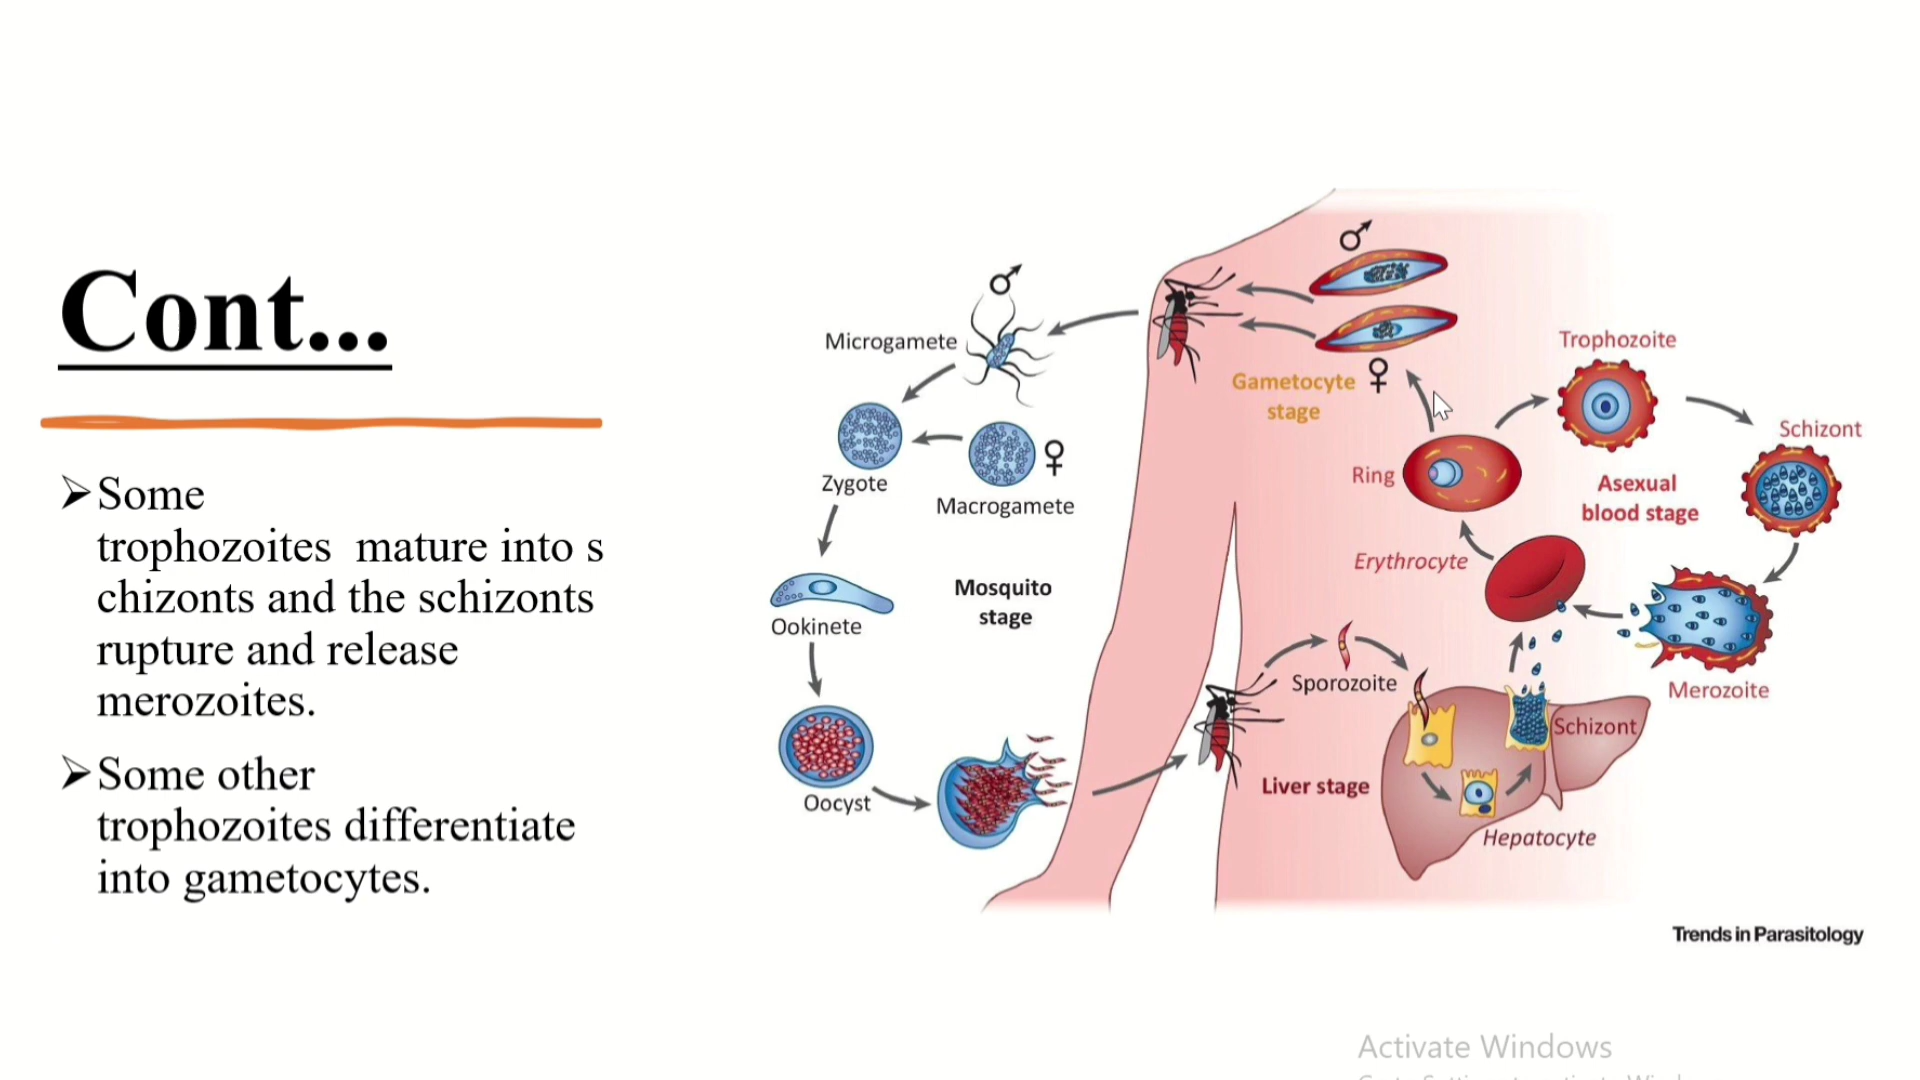 Cont...
➢Some
trophozoites  mature into s
chizonts and the schizonts
rupture and release
merozoites.
➢Some other
trophozoites differentiate
into gametocytes.
♂
♂
Microgamete
Zygote
♀
Macrogamete
Ookinete
Mosquito
stage
Oocyst
Gametocyte ♀
stage
Trophozoite
Schizont
Ring
Asexual
blood stage
Erythrocyte
Merozoite
Sporozoite
Schizont
Liver stage
Hepatocyte
Trends in Parasitology
Activate Windows